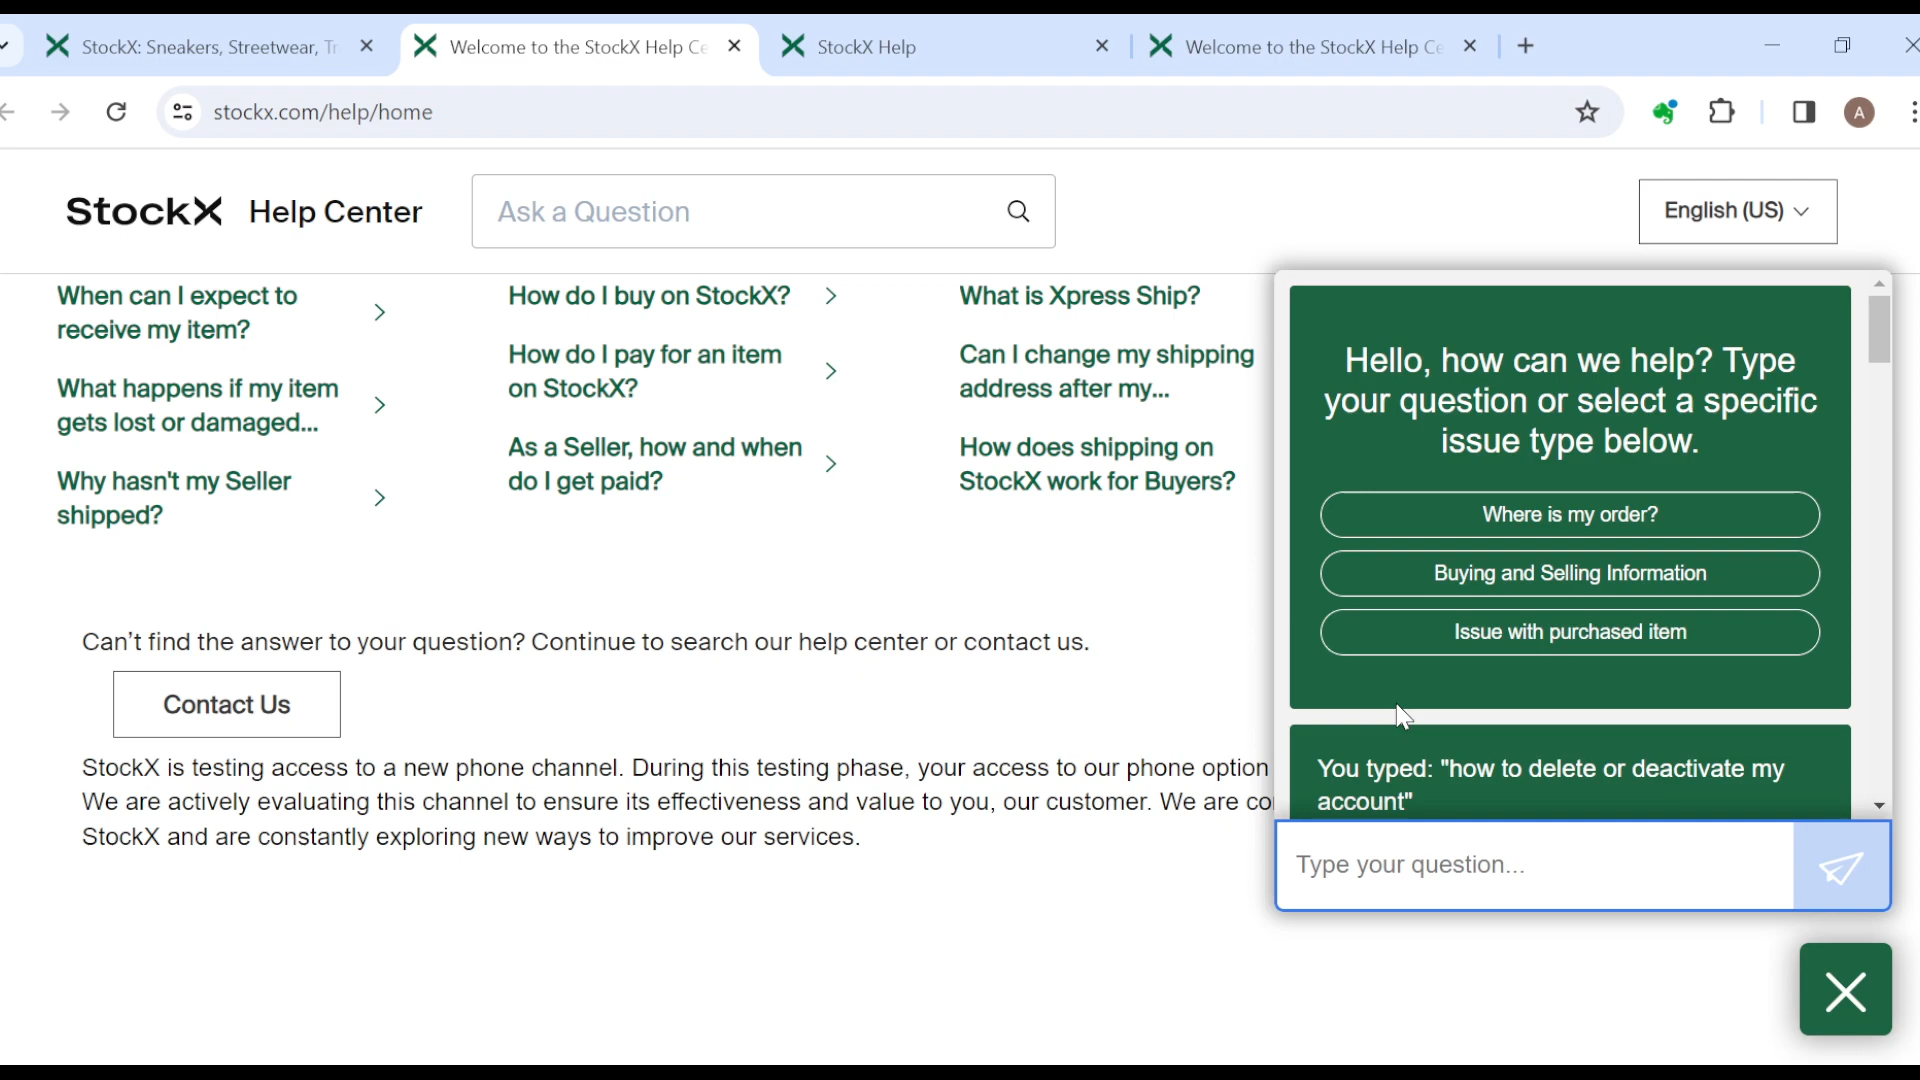 StockX: Sneakers, Streetwear, Tr
Welcome to the StockX Help Ce
StockX Help
Welcome to the StockX Help Ce
stockx.com/help/home
A
StockX Help Center
Ask a Question
English (US)
When can I expect to
receive my item?
What happens if my item
gets lost or damaged...
Why hasn't my Seller
shipped?
How do I buy on StockX?
How do I pay for an item
on StockX?
As a Seller, how and when
do I get paid?
What is Xpress Ship?
Can I change my shipping
address after my...
How does shipping on
StockX work for Buyers?
Can't find the answer to your question? Continue to search our help center or contact us.
Contact Us
StockX is testing access to a new phone channel. During this testing phase, your access to our phone option
We are actively evaluating this channel to ensure its effectiveness and value to you, our customer. We are co
StockX and are constantly exploring new ways to improve our services.
Hello, how can we help? Type
your question or select a specific
issue type below.
Where is my order?
Buying and Selling Information
Issue with purchased item
You typed: "how to delete or deactivate my
account"
Type your question...